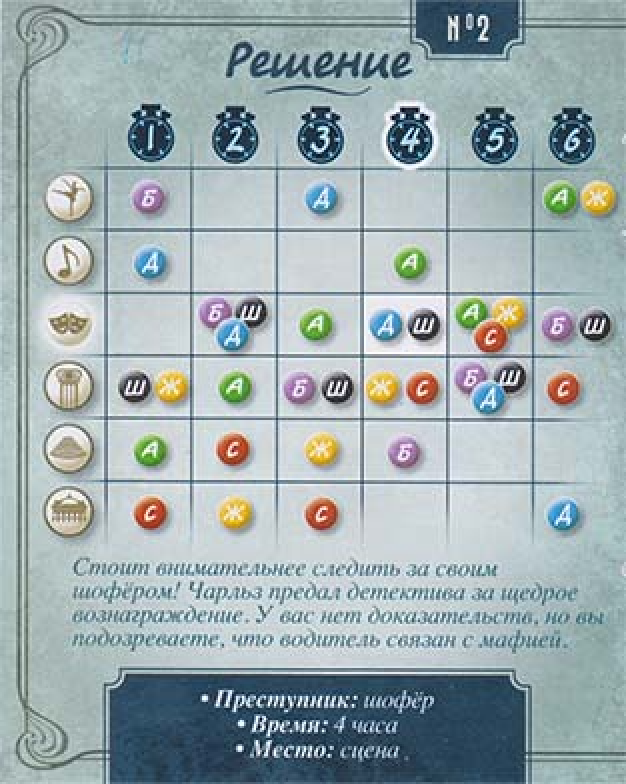 №2
Решение
1 2 3 4 5 6
Б Д А Ж
Д А
Б Ш Д А Д Ш А Ж С Б Ш
Ш Ж А Б Ш Ж С Б Ш Д С
А С Ж Б
С Ж С Д
Стоит внимательнее следить за своим
шофёром! Чарльз предал детектива за щедрое
вознаграждение. У вас нет доказательств, но вы
подозреваете, что водитель связан с мафией.
• Преступник: шофёр
• Время: 4 часа
• Место: сцена